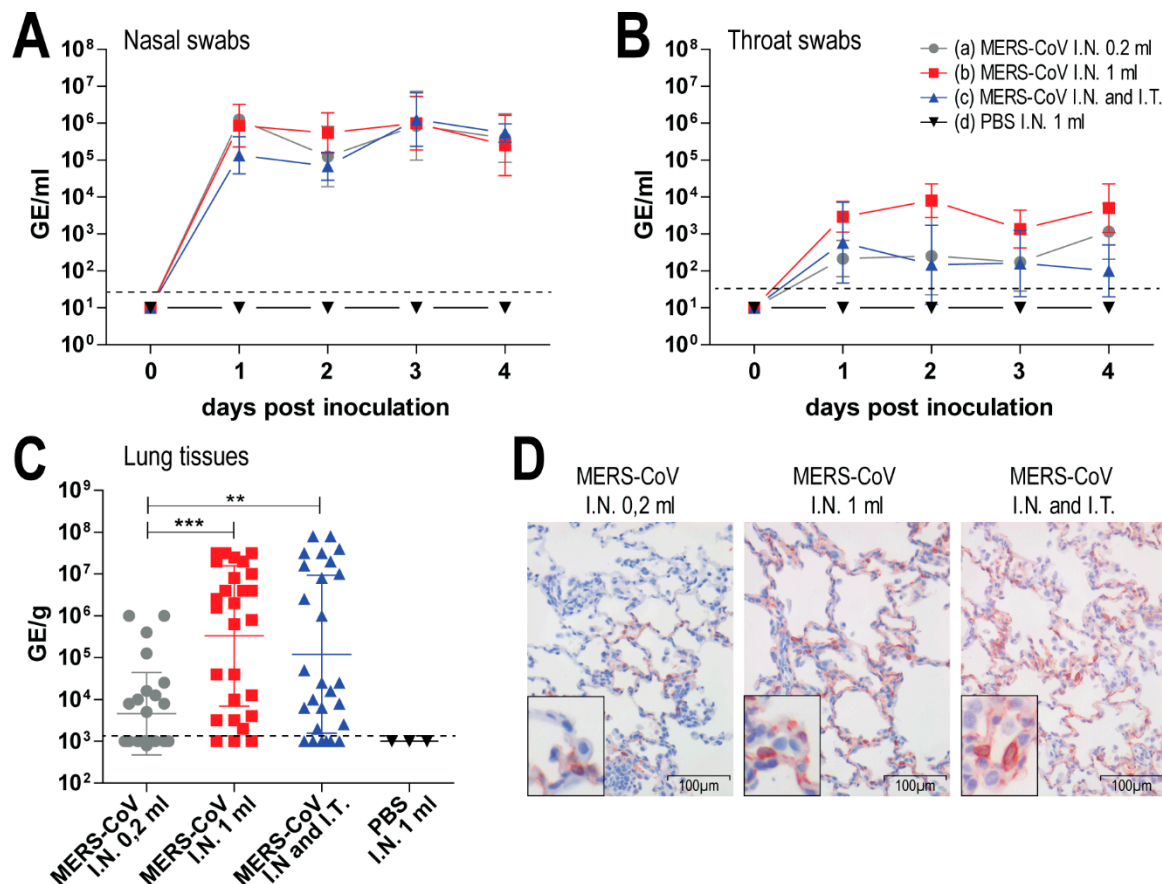 A Nasal swabs
10⁸
10⁷
10⁶
10⁵
10⁴
10³
10²
10¹
10⁰
GE/ml
0 1 2 3 4
days post inoculation
B Throat swabs
10⁸
10⁷
10⁶
10⁵
10⁴
10³
10²
10¹
10⁰
GE/ml
0 1 2 3 4
days post inoculation
(a) MERS-CoV I.N. 0.2 ml
(b) MERS-CoV I.N. 1 ml
(c) MERS-CoV I.N. and I.T.
(d) PBS I.N. 1 ml
C Lung tissues
10⁹
10⁸
10⁷
10⁶
10⁵
10⁴
10³
10²
GE/g
**
***
MERS-CoV
I.N. 0,2 ml
MERS-CoV
I.N. 1 ml
MERS-CoV
I.N and I.T.
PBS
I.N. 1 ml
D
MERS-CoV
I.N. 0,2 ml
MERS-CoV
I.N. 1 ml
MERS-CoV
I.N. and I.T.
100µm
100µm
100µm